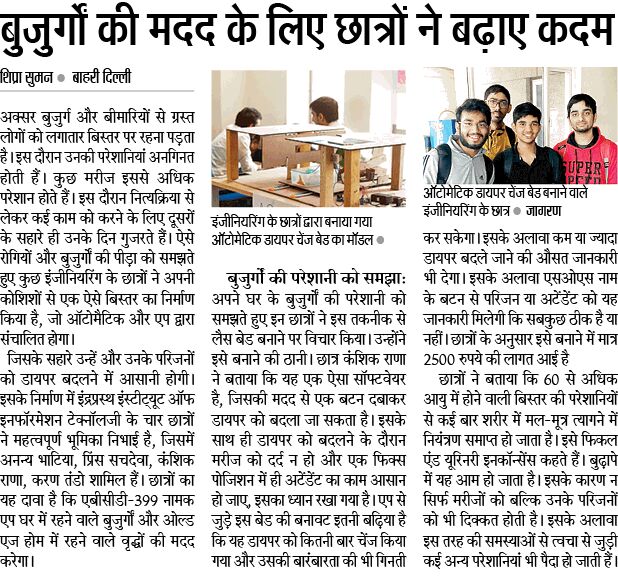 बुजुर्गों की मदद के लिए छात्रों ने बढ़ाए कदम
शिप्रा सुमन ● बाहरी दिल्ली
अक्सर बुजुर्ग और बीमारियों से ग्रस्त
लोगों को लगातार बिस्तर पर रहना पड़ता
है। इस दौरान उनकी परेशानियां अनगिनत
होती हैं। कुछ मरीज इससे अधिक
परेशान होते हैं। इस दौरान नित्यक्रिया से
लेकर कई काम को करने के लिए दूसरों
के सहारे ही उनके दिन गुजरते हैं। ऐसे
रोगियों और बुजुर्गों की पीड़ा को समझते
हुए कुछ इंजीनियरिंग के छात्रों ने अपनी
कोशिशों से एक ऐसे बिस्तर का निर्माण
किया है, जो ऑटोमैटिक और एप द्वारा
संचालित होगा।
जिसके सहारे उन्हें और उनके परिजनों
को डायपर बदलने में आसानी होगी।
इसके निर्माण में इंद्रप्रस्थ इंस्टीट्यूट ऑफ
इनफॉरमेशन टेक्नॉलजी के चार छात्रों
ने महत्वपूर्ण भूमिका निभाई है, जिसमें
अनन्य भाटिया, प्रिंस सचदेवा, कंशिक
राणा, करण तंडो शामिल हैं। छात्रों का
यह दावा है कि एबीसीडी-399 नामक
एप घर में रहने वाले बुजुर्गों और ओल्ड
एज होम में रहने वाले वृद्धों की मदद
करेगा।
इंजीनियरिंग के छात्रों द्वारा बनाया गया
ऑटोमेटिक डायपर चेंज बेड का मॉडल ●
बुजुर्गों की परेशानी को समझा:
अपने घर के बुजुर्गों की परेशानी को
समझते हुए इन छात्रों ने इस तकनीक से
लैस बेड बनाने पर विचार किया। उन्होंने
इसे बनाने की ठानी। छात्र कंशिक राणा
ने बताया कि यह एक ऐसा सॉफ्टवेयर
है, जिसकी मदद से एक बटन दबाकर
डायपर को बदला जा सकता है। इसके
साथ ही डायपर को बदलने के दौरान
मरीज को दर्द न हो और एक फिक्स
पोजिशन में ही अटेंडेंट का काम आसान
हो जाए, इसका ध्यान रखा गया है। एप से
जुड़े इस बेड की बनावट इतनी बढ़िया है
कि यह डायपर को कितनी बार चेंज किया
गया और उसकी बारंबारता की भी गिनती
ऑटोमेटिक डायपर चेंज बेड बनाने वाले
इंजीनियरिंग के छात्र ● जागरण
कर सकेगा। इसके अलावा कम या ज्यादा
डायपर बदले जाने की औसत जानकारी
भी देगा। इसके अलावा एसओएस नाम
के बटन से परिजन या अटेंडेंट को यह
जानकारी मिलेगी कि सबकुछ ठीक है या
नहीं। छात्रों के अनुसार इसे बनाने में मात्र
2500 रुपये की लागत आई है
छात्रों ने बताया कि 60 से अधिक
आयु में होने वाली बिस्तर की परेशानियों
से कई बार शरीर में मल-मूत्र त्यागने में
नियंत्रण समाप्त हो जाता है। इसे फिकल
एंड यूरिनरी इनकॉन्सेंस कहते हैं। बुढ़ापे
में यह आम हो जाता है। इसके कारण न
सिर्फ मरीजों को बल्कि उनके परिजनों
को भी दिक्कत होती है। इसके अलावा
इस तरह की समस्याओं से त्वचा से जुड़ी
कई अन्य परेशानियां भी पैदा हो जाती हैं।
SUPER